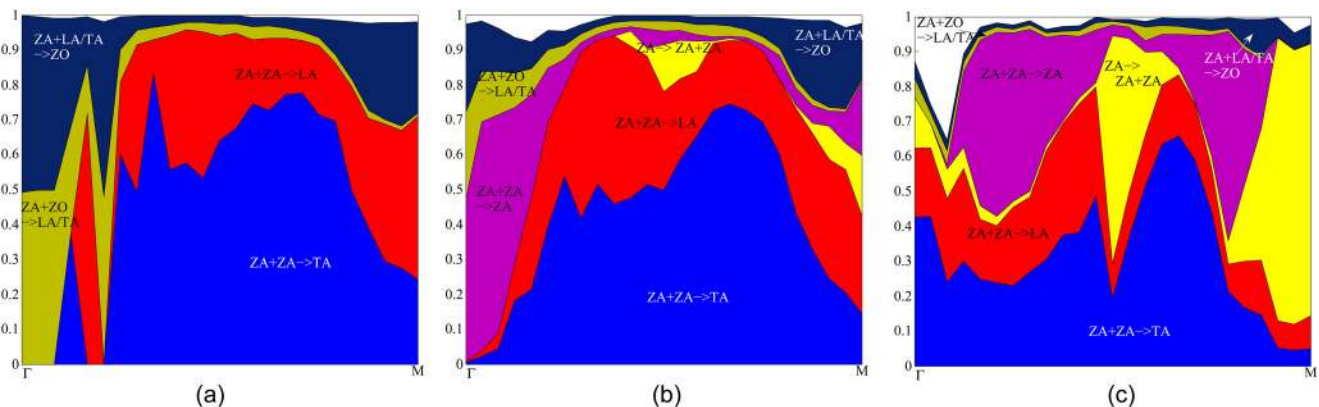 1
0.9
0.8
0.7
0.6
0.5
0.4
0.3
0.2
0.1
0
ZA+LA/TA
->ZO
ZA+ZA->LA
ZA+ZO
->LA/TA
ZA+ZA->TA
Γ
M
(a)
1
0.9
0.8
0.7
0.6
0.5
0.4
0.3
0.2
0.1
0
ZA+LA/TA
->ZO
ZA-> ZA+ZA
ZA+ZO
->LA/TA
ZA+ZA->LA
ZA+ZA
->ZA
ZA+ZA->TA
Γ
M
(b)
1
0.9
0.8
0.7
0.6
0.5
0.4
0.3
0.2
0.1
0
ZA+ZO
->LA/TA
ZA+ZA->ZA
ZA->
ZA+ZA
ZA+LA/TA
->ZO
ZA+ZA->LA
ZA+ZA->TA
Γ
M
(c)